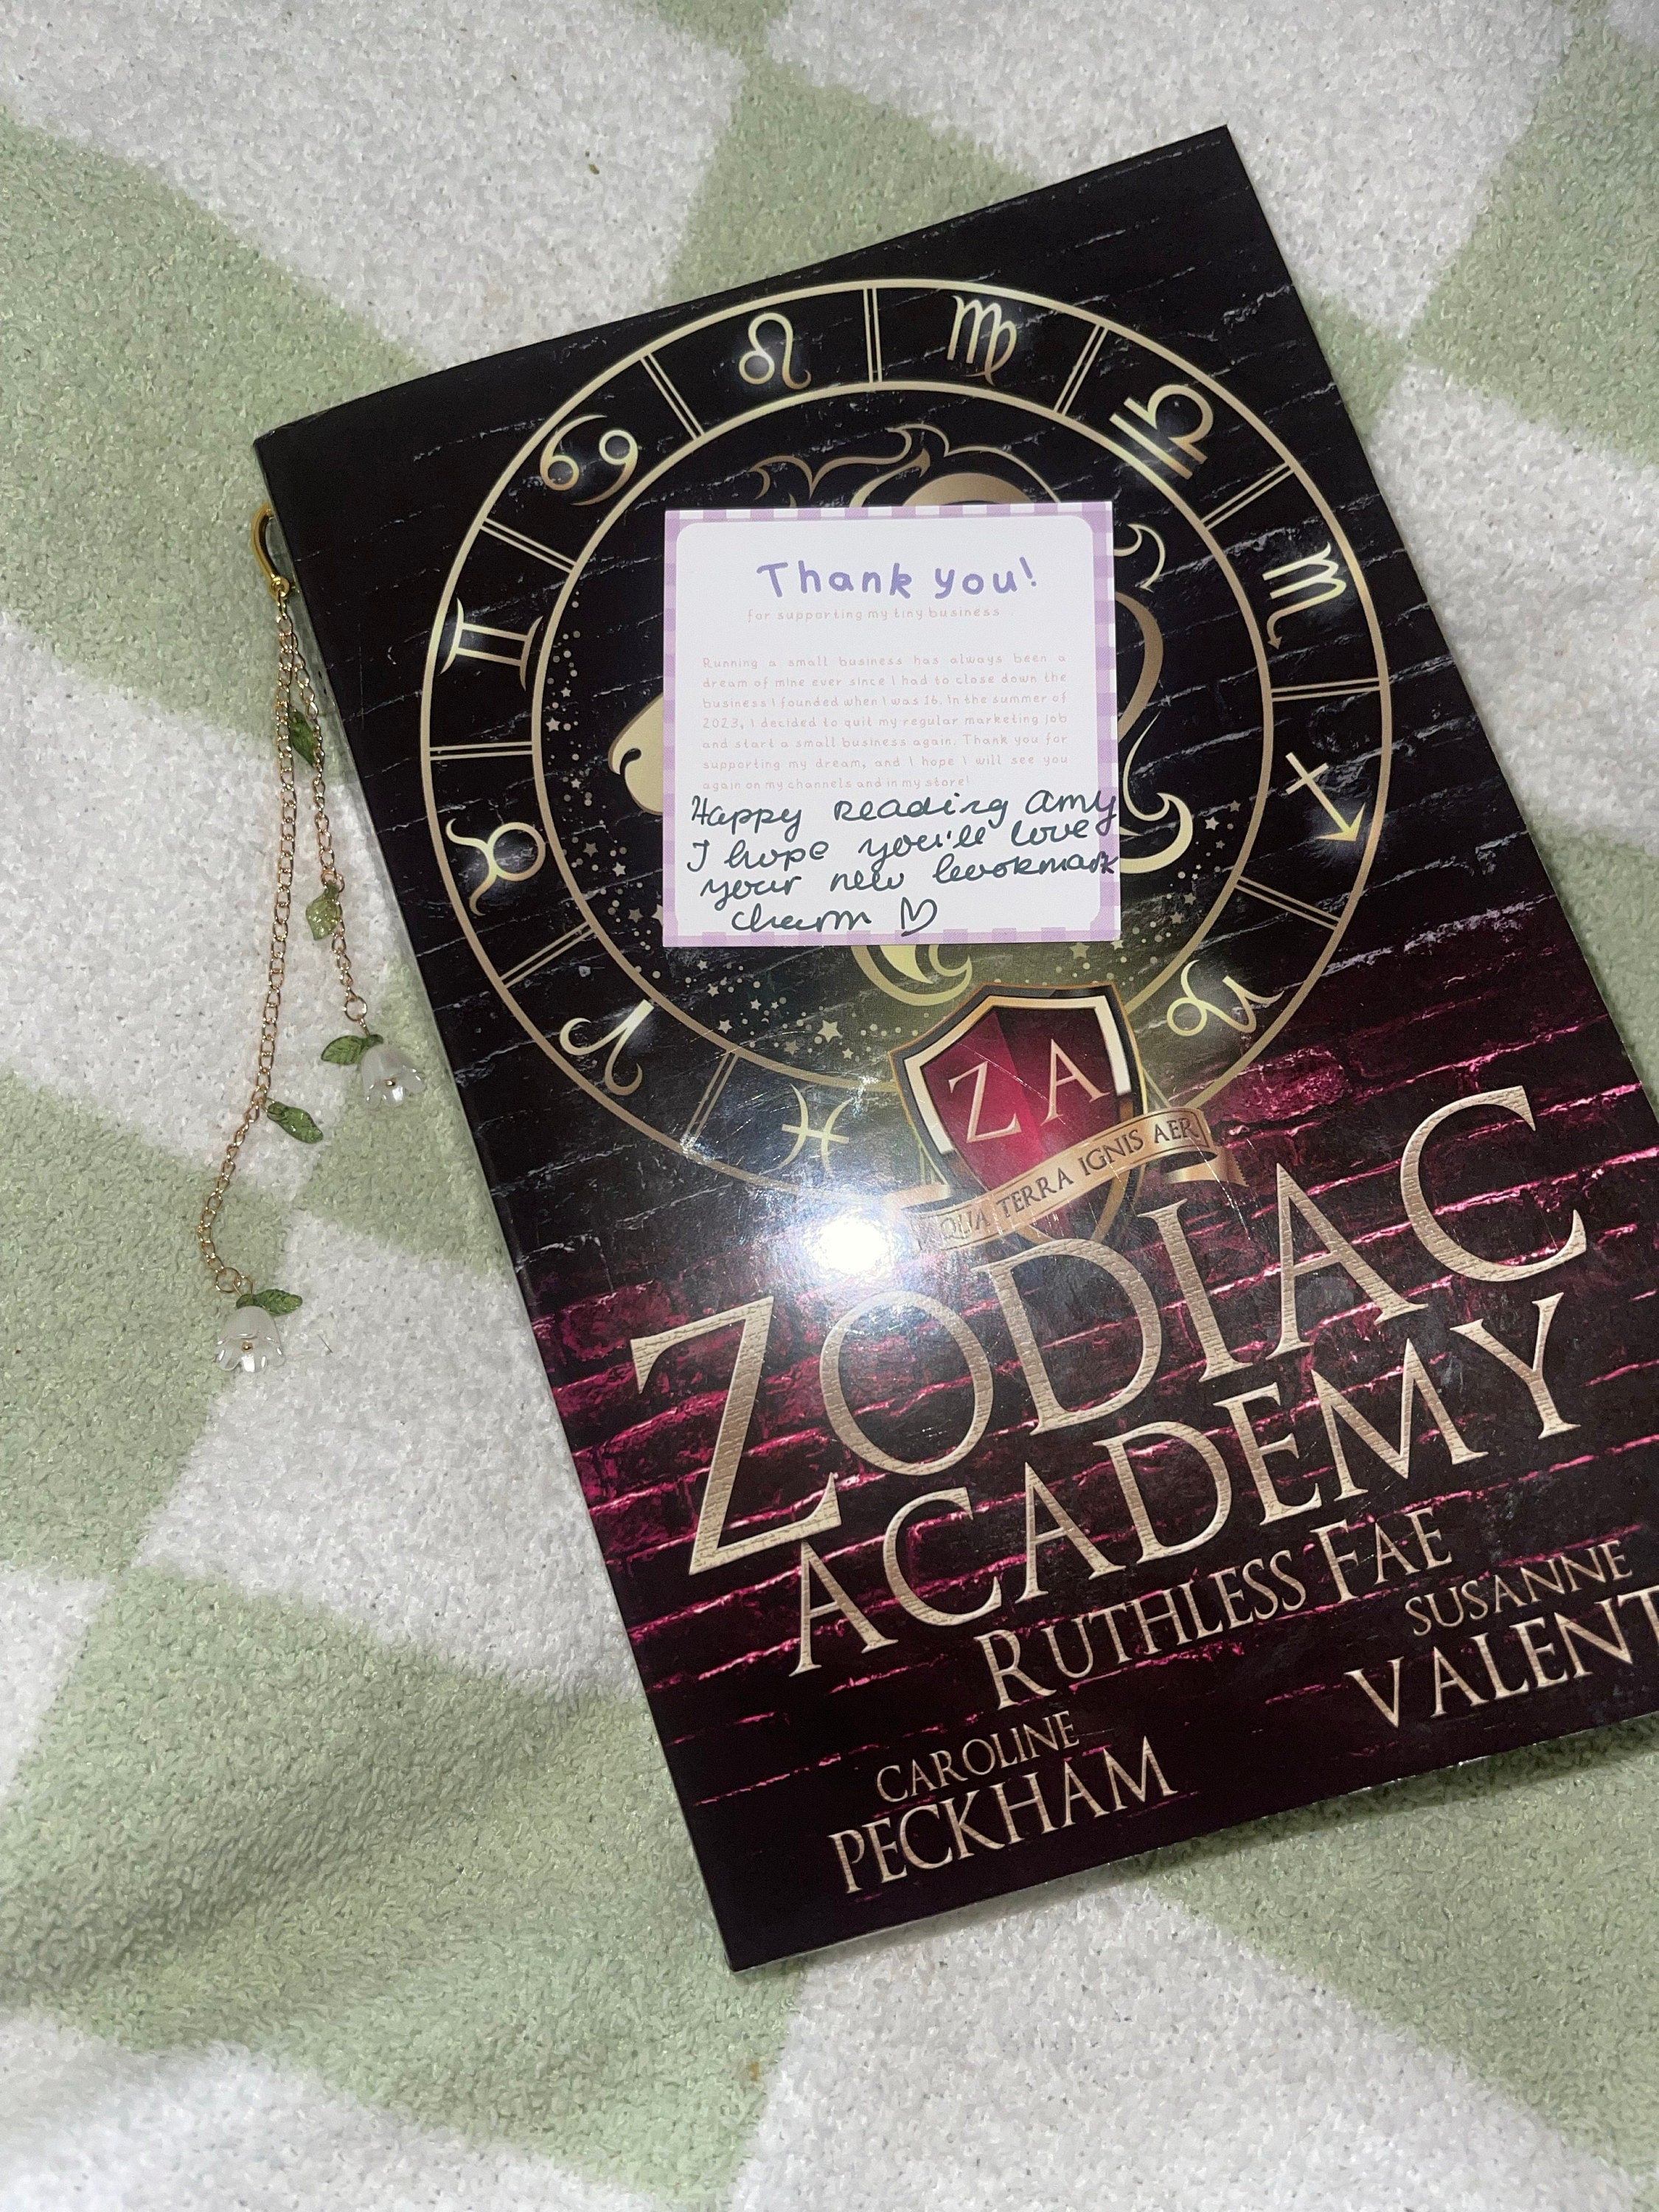 Thank you!
for supporting my tiny business
Running a small business has always been a
dream of mine ever since I had to close down the
business I founded when I was 16. In the summer of
2023, I decided to quit my regular marketing job
and start a small business again. Thank you for
supporting my dream, and I hope I will see you
again on my channels and in my store!
Happy Reading Amy
I hope you'll love
your new bookmark
charm
ZA
AQUA TERRA IGNIS AER
ZODIAC
ACADEMY
RUTHLESS FAE
CAROLINE
PECKHAM
SUSANNE
VALENT